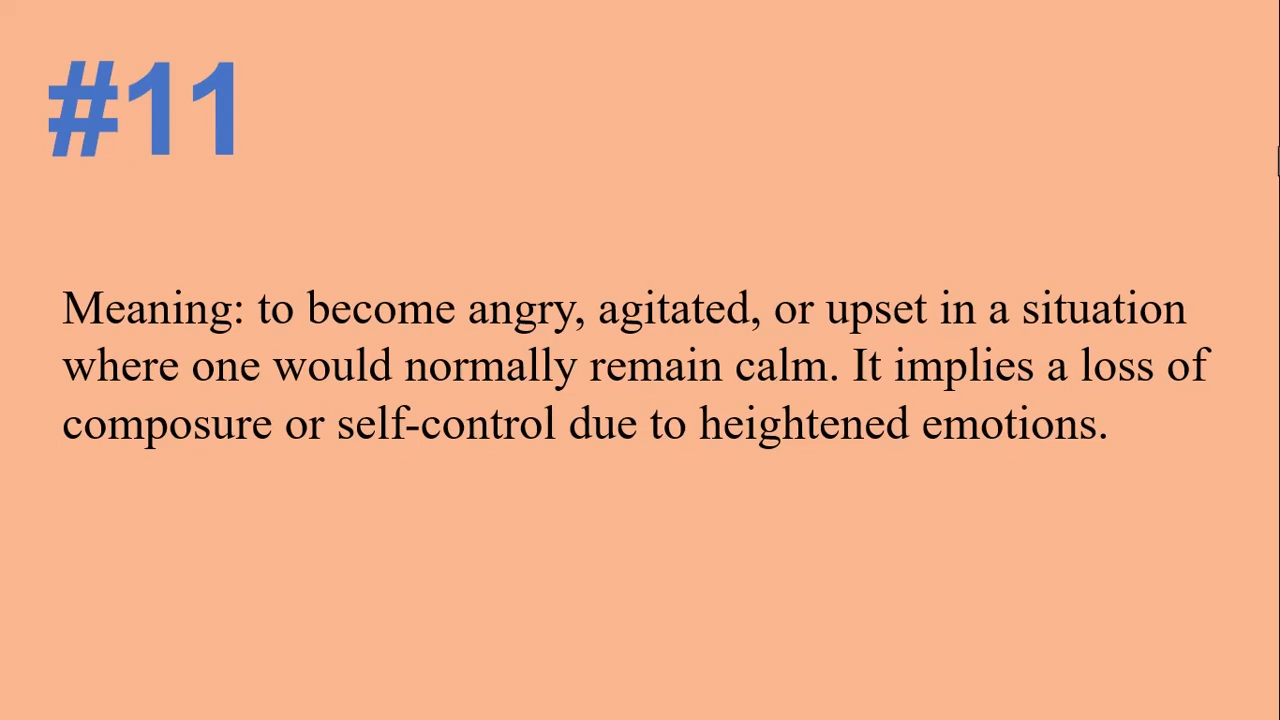 #11
Meaning: to become angry, agitated, or upset in a situation
where one would normally remain calm. It implies a loss of
composure or self-control due to heightened emotions.